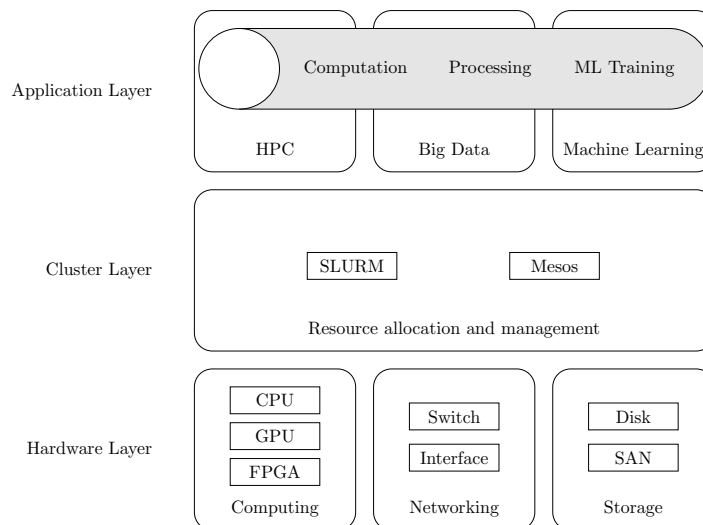 Computation Processing ML Training
Application Layer
HPC Big Data Machine Learning
SLURM Mesos
Cluster Layer
Resource allocation and management
CPU
Switch Disk
GPU
Hardware Layer
Interface SAN
FPGA
Computing Networking Storage